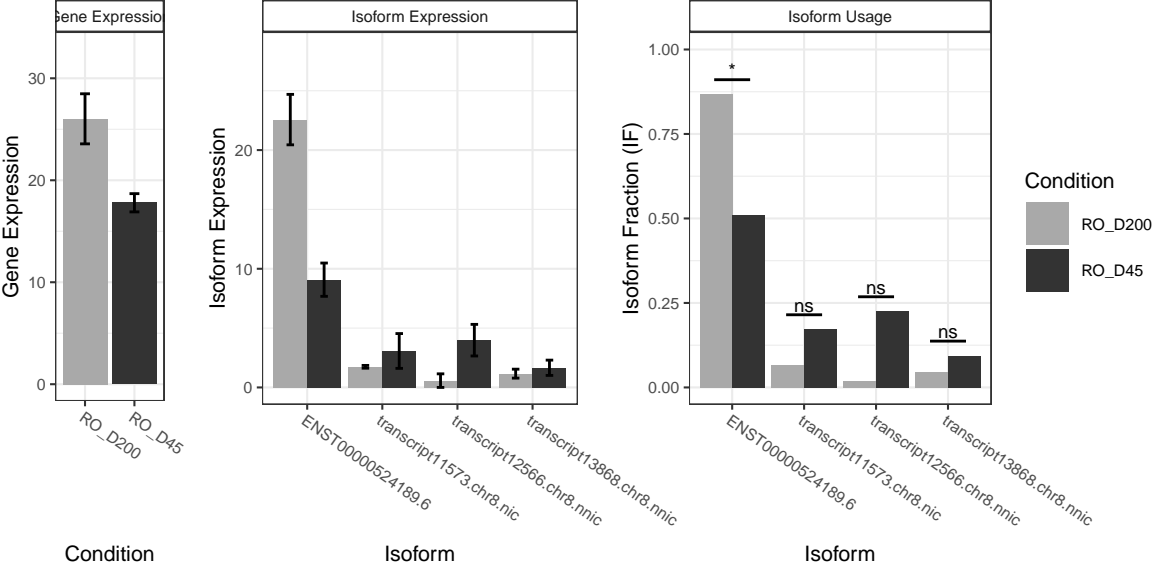 Gene Expression
Isoform Expression
Isoform Usage
Gene Expression
30
20
10
0
RO_D200
RO_D45
Condition
Isoform Expression
20
10
0
ENST00000524189.6
transcript11573.chr8.nic
transcript12566.chr8.nnic
transcript13868.chr8.nnic
Isoform
Isoform Fraction (IF)
1.00
0.75
0.50
0.25
0.00
*
ns
ns
ns
ENST00000524189.6
transcript11573.chr8.nic
transcript12566.chr8.nnic
transcript13868.chr8.nnic
Isoform
Condition
RO_D200
RO_D45